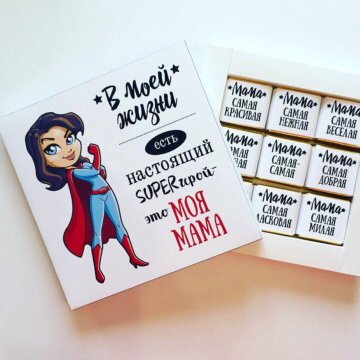 В моей
жизни
есть
настоящий
SUPERгерой-
это МОЯ
МАМА
Мама
САМАЯ
КРАСИВАЯ
Мама
САМАЯ
НЕЖНАЯ
Мама
САМАЯ
ВЕСЕЛАЯ
Мама
САМАЯ-
САМАЯ
Мама
САМАЯ
ДОБРАЯ
Мама
САМАЯ
ЛАСКОВАЯ
Мама
САМАЯ
МИЛАЯ